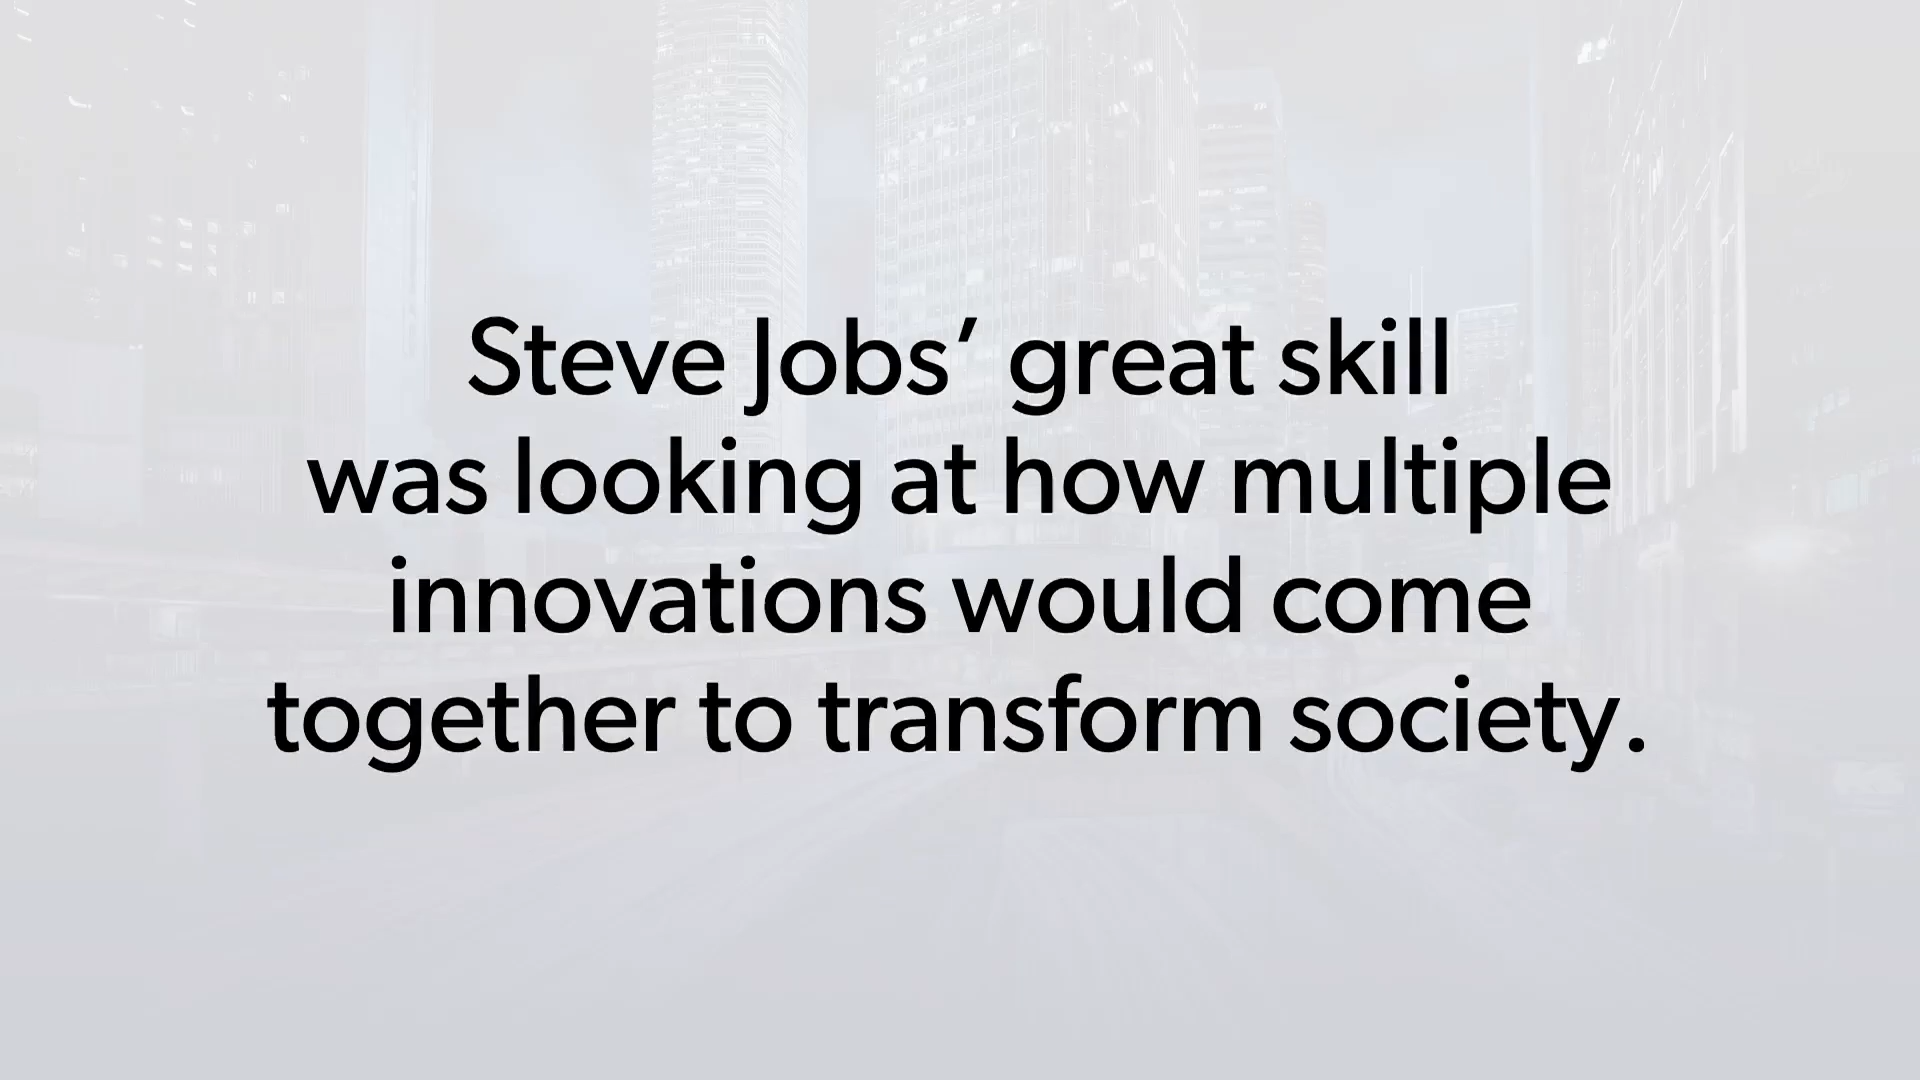 Steve Jobs’ great skill
was looking at how multiple
innovations would come
together to transform society.